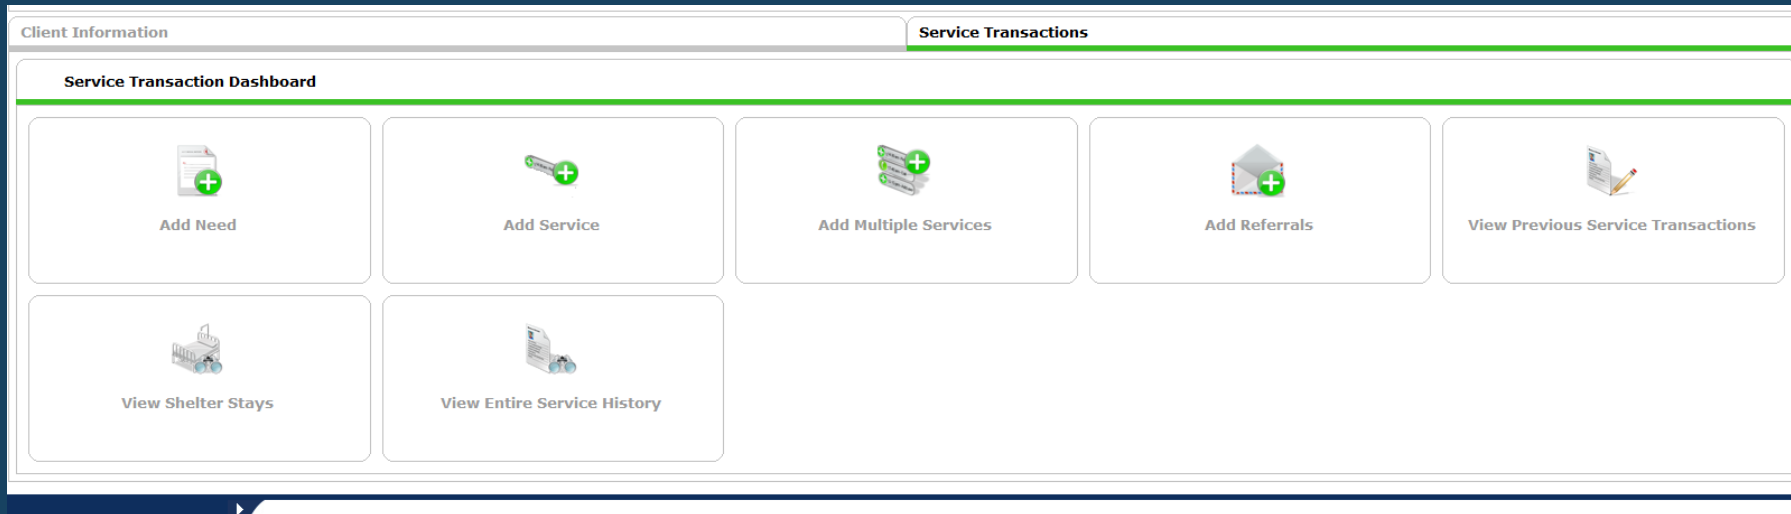 Client Information
Service Transactions
Service Transaction Dashboard
Add Need
Add Service
Add Multiple Services
Add Referrals
View Previous Service Transactions
View Shelter Stays
View Entire Service History